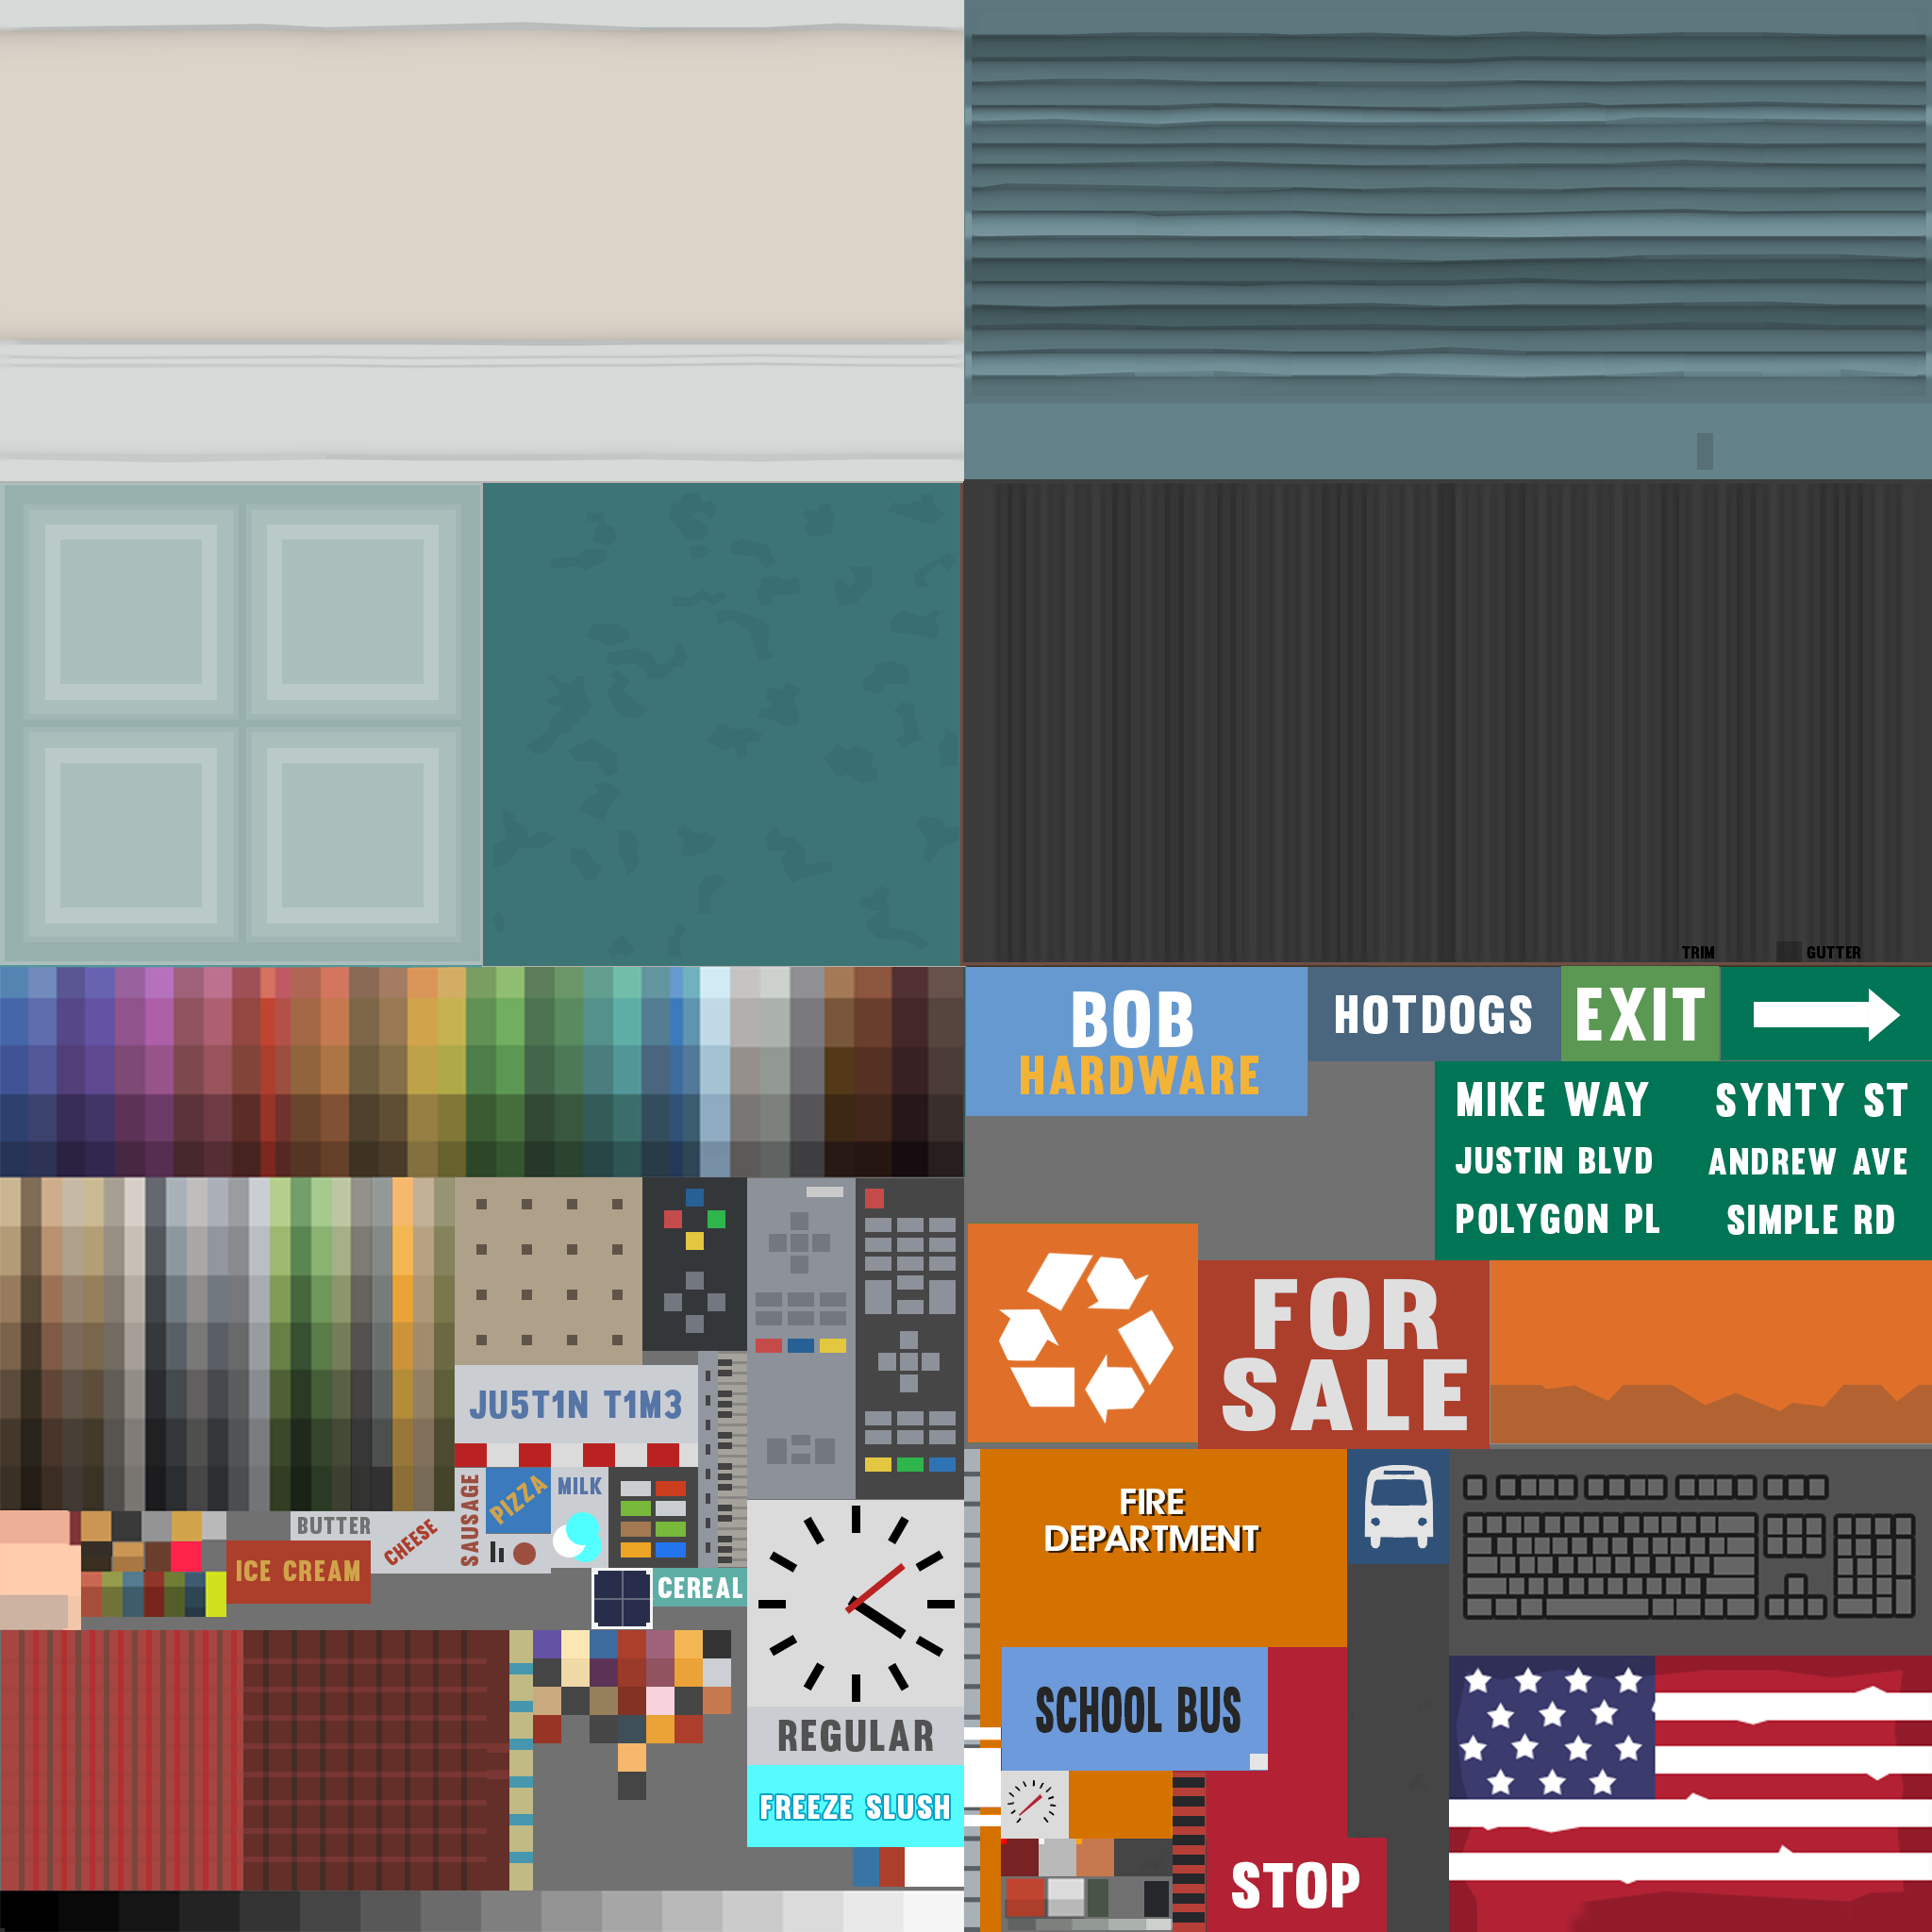 TRIM
GUTTER
BOB
HARDWARE
HOTDOGS
EXIT
MIKE WAY
SYNTY ST
JUSTIN BLVD
ANDREW AVE
POLYGON PL
SIMPLE RD
FOR
SALE
JU5T1N T1M3
SAUSAGE
PIZZA
MILK
BUTTER
CHEESE
ICE CREAM
CEREAL
FIRE
DEPARTMENT
SCHOOL BUS
REGULAR
FREEZE SLUSH
STOP